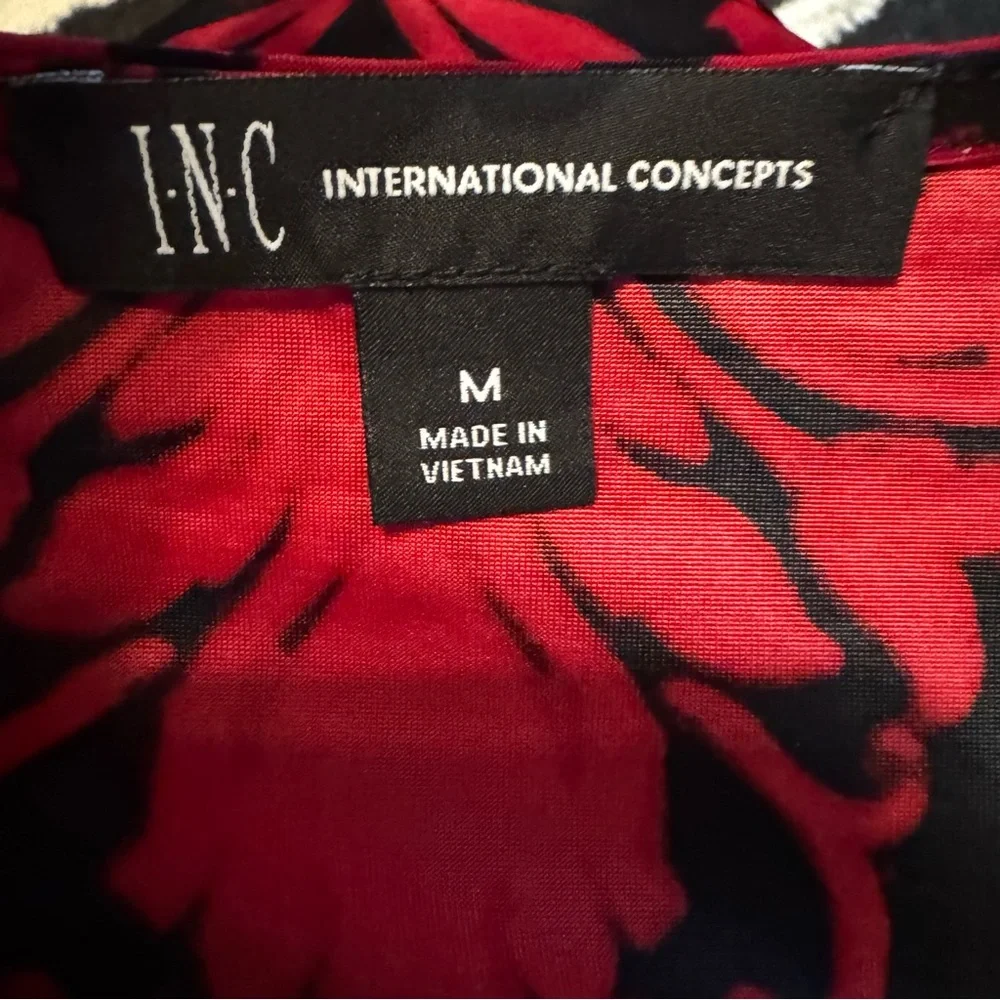 I·N·C INTERNATIONAL CONCEPTS
M
MADE IN
VIETNAM